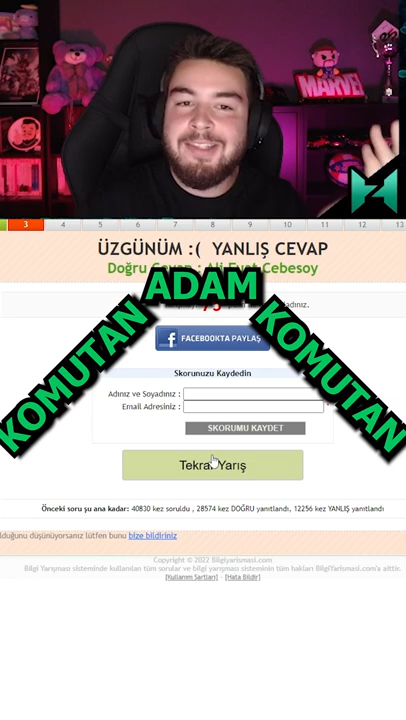 MARVEL
3 4 5 6 7 8 9 10 11 12 13
ÜZGÜNÜM :( YANLIŞ CEVAP
Doğru Cevap : Ali Fuat Cebesoy
ADAM
KOMUTAN
KOMUTAN
FACEBOOKTA PAYLAŞ
Skorunuzu Kaydedin
Adınız ve Soyadınız :
Email Adresiniz : *
SKORUMU KAYDET
Tekrar Yarış
Önceki soru şu ana kadar: 40830 kez soruldu , 28574 kez DOĞRU yanıtlandı, 12256 kez YANLIŞ yanıtlandı
olduğunu düşünüyorsanız lütfen bunu bize bildiriniz
Copyright © 2022 Bilgiyarismasi.com
Bilgi Yarışması sisteminde kullanılan tüm sorular ve bilgi yarışması sisteminin tüm hakları BilgiYarismasi.com'a aittir.
[Kullanım Şartları] - [Hata Bildir]